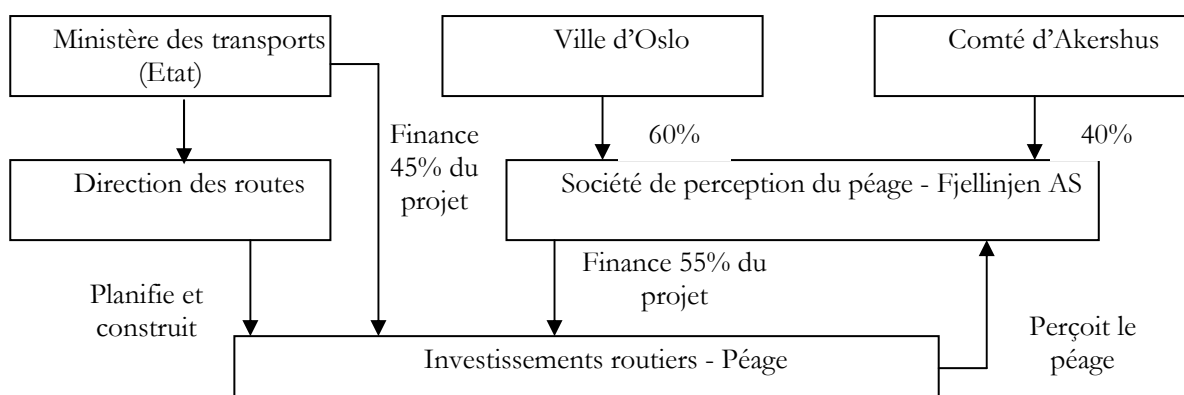 Ministère des transports
(Etat)
Ville d’Oslo
Comté d’Akershus
Finance
45% du
projet
60%
40%
Direction des routes
Société de perception du péage - Fjellinjen AS
Planifie et
construit
Finance 55% du
projet
Perçoit le
péage
Investissements routiers - Péage